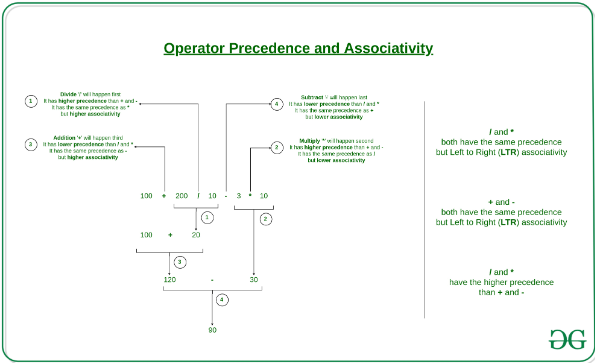 Operator Precedence and Associativity
1
Divide '/' will happen first
It has higher precedence than + and -
It has the same precedence as *
but higher associativity
4
Subtract '-' will happen last
It has lower precedence than / and *
It has the same precedence as +
but lower associativity
3
Addition '+' will happen third
It has lower precedence than / and *
It has the same precedence as -
but higher associativity
2
Multiply '*' will happen second
It has higher precedence than + and -
It has the same precedence as /
but lower associativity
100 + 200 / 10 - 3 * 10
1
2
100 + 20
3
120 - 30
4
90
/ and *
both have the same precedence
but Left to Right (LTR) associativity
+ and -
both have the same precedence
but Left to Right (LTR) associativity
/ and *
have the higher precedence
than + and -